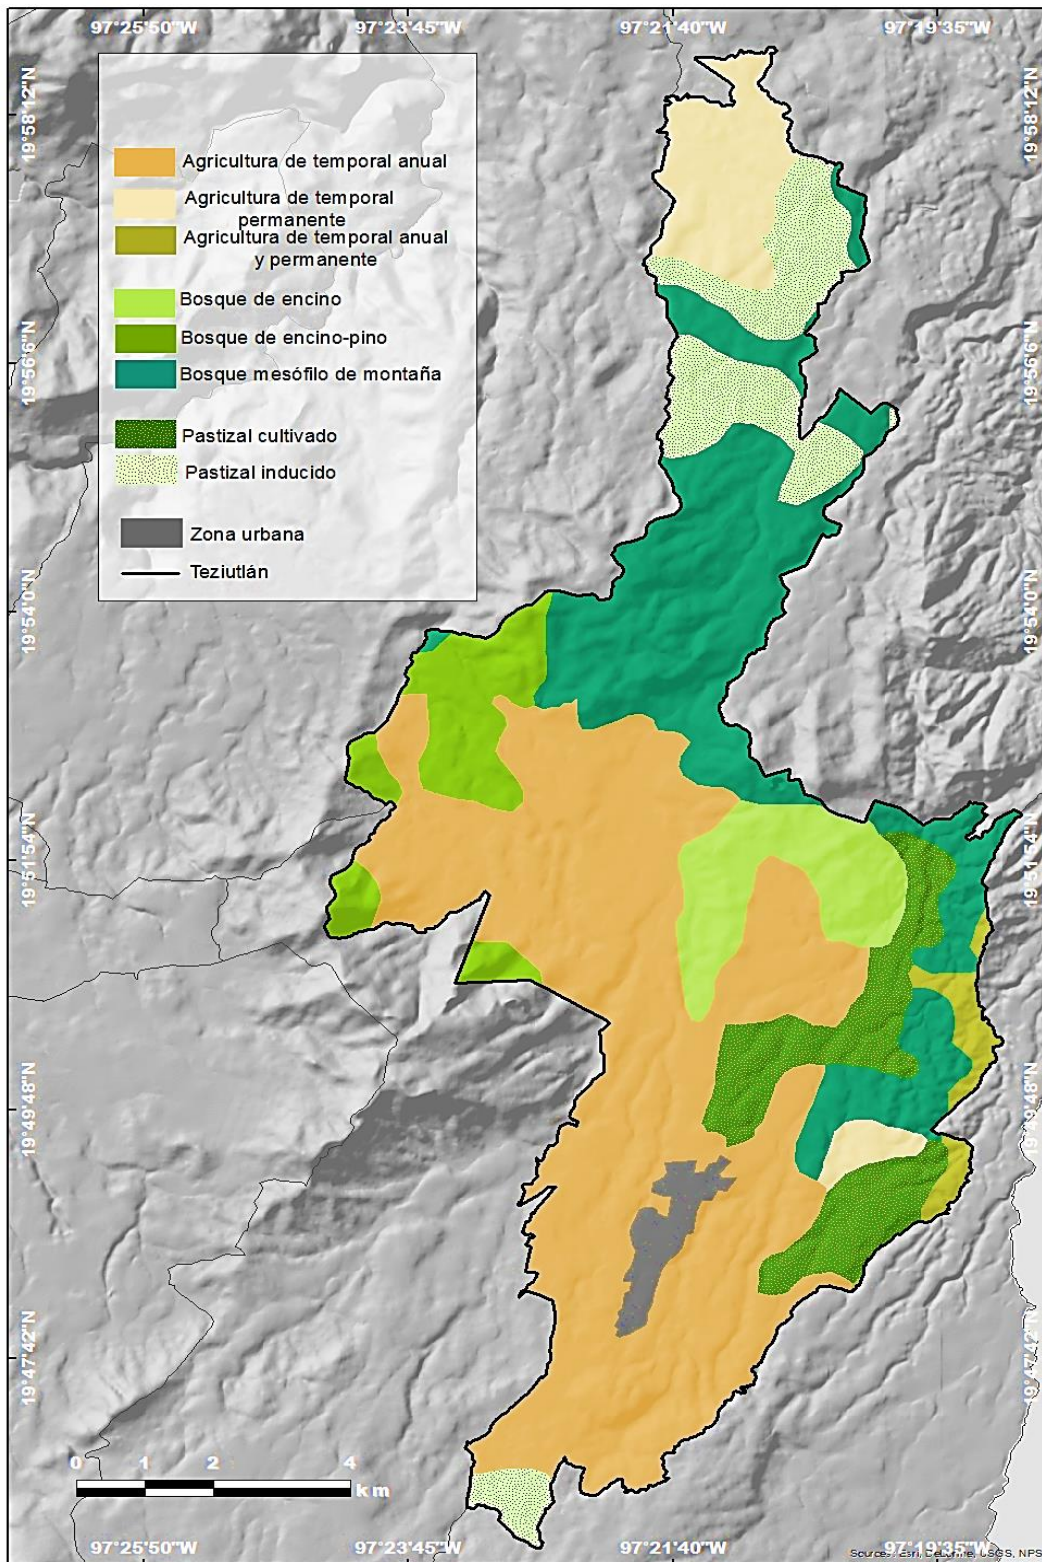 97°25'50"W 97°23'45"W 97°21'40"W 97°19'35"W
19°58'12"N 19°58'12"N
Agricultura de temporal anual
Agricultura de temporal
permanente
Agricultura de temporal anual
y permanente
Bosque de encino
Bosque de encino-pino
Bosque mesófilo de montaña
Pastizal cultivado
Pastizal inducido
Zona urbana
Teziutlán
19°56'6"N 19°56'6"N
19°54'0"N 19°54'0"N
19°51'54"N 19°51'54"N
19°49'48"N 19°49'48"N
19°47'42"N 19°47'42"N
0 1 2 4
km
97°25'50"W 97°23'45"W 97°21'40"W 97°19'35"W
Sources: Esri, DeLorme, USGS, NPS